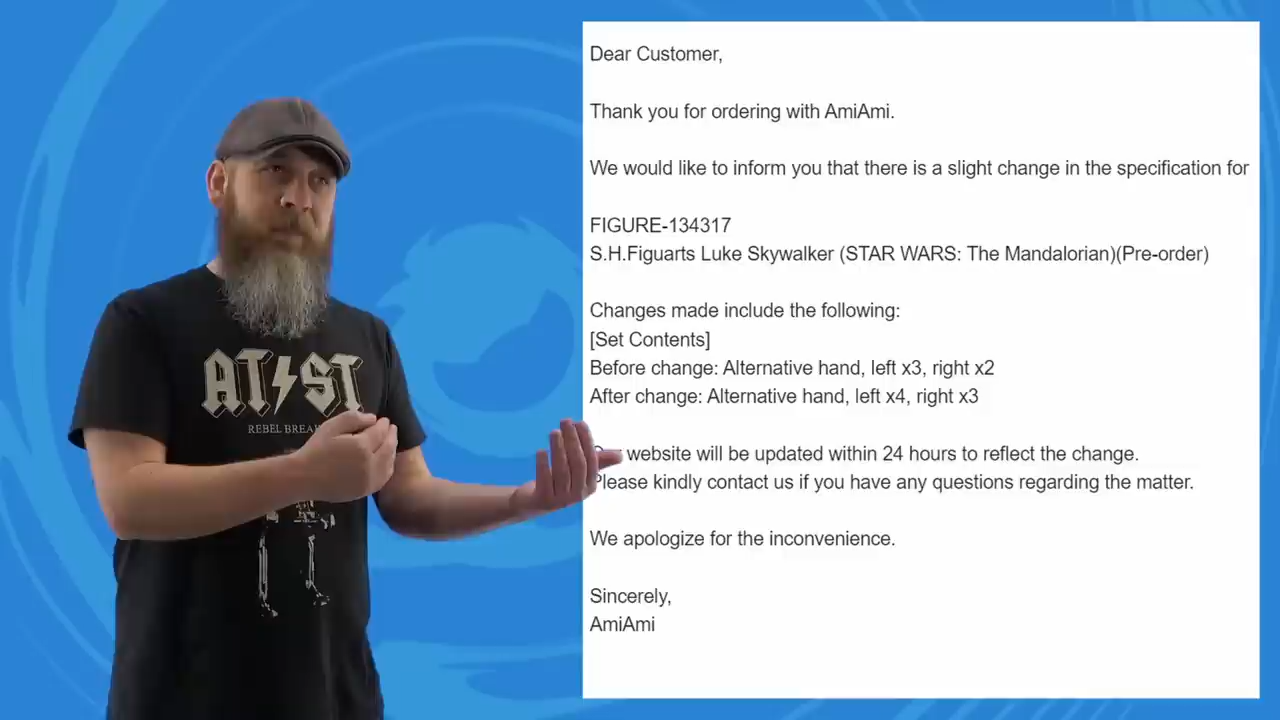 Dear Customer,
Thank you for ordering with AmiAmi.
We would like to inform you that there is a slight change in the specification for
FIGURE-134317
S.H.Figuarts Luke Skywalker (STAR WARS: The Mandalorian)(Pre-order)
Changes made include the following:
[Set Contents]
Before change: Alternative hand, left x3, right x2
After change: Alternative hand, left x4, right x3
website will be updated within 24 hours to reflect the change.
Please kindly contact us if you have any questions regarding the matter.
We apologize for the inconvenience.
Sincerely,
AmiAmi
AT ST
REBEL